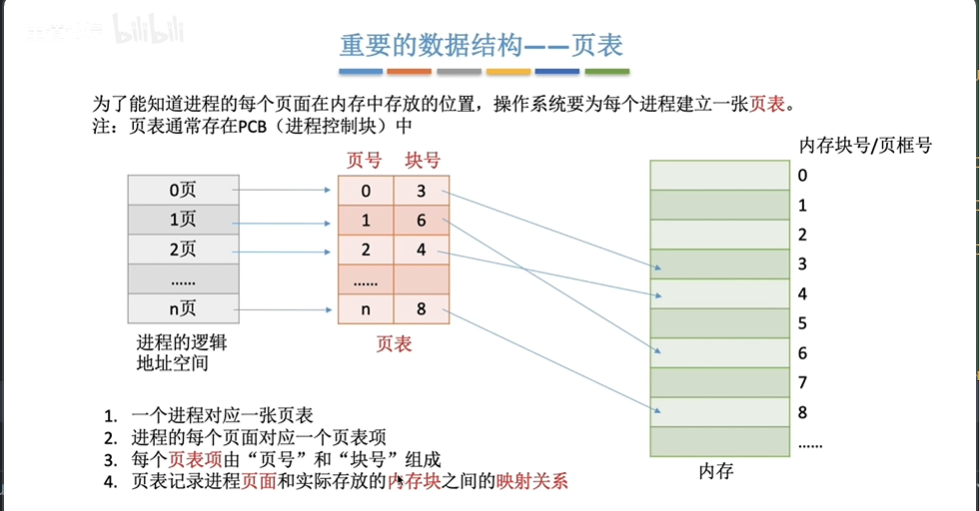 bilibili
重要的数据结构——页表
为了能知道进程的每个页面在内存中存放的位置，操作系统要为每个进程建立一张页表。
注：页表通常存在PCB（进程控制块）中
内存块号/页框号
页号 块号
0页 0 3
1页 1 6
2页 2 4
…… ……
n页 n 8
0
1
2
3
4
5
6
7
8
……
进程的逻辑
地址空间
页表
内存
1. 一个进程对应一张页表
2. 进程的每个页面对应一个页表项
3. 每个页表项由“页号”和“块号”组成
4. 页表记录进程页面和实际存放的内存块之间的映射关系